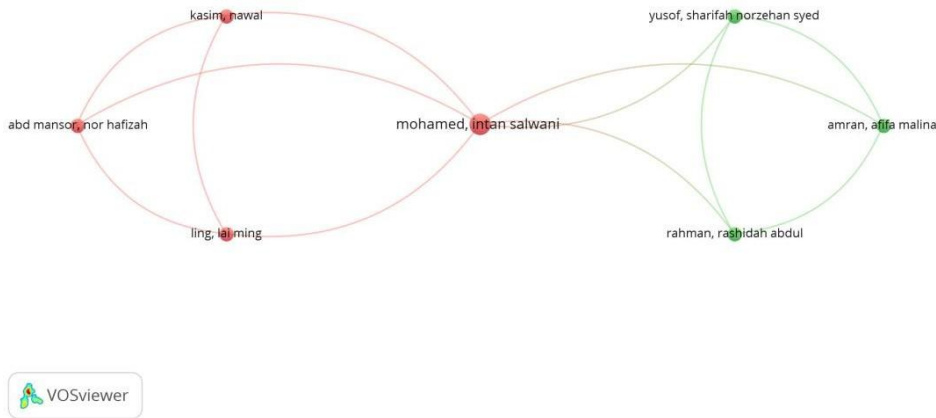 kasim, nawal
yusof, sharifah norzehan syed
abd mansor, nor hafizah
mohamed, intan salwani
amran, afifa malina
ling, lai ming
rahman, rashidah abdul
VOSviewer